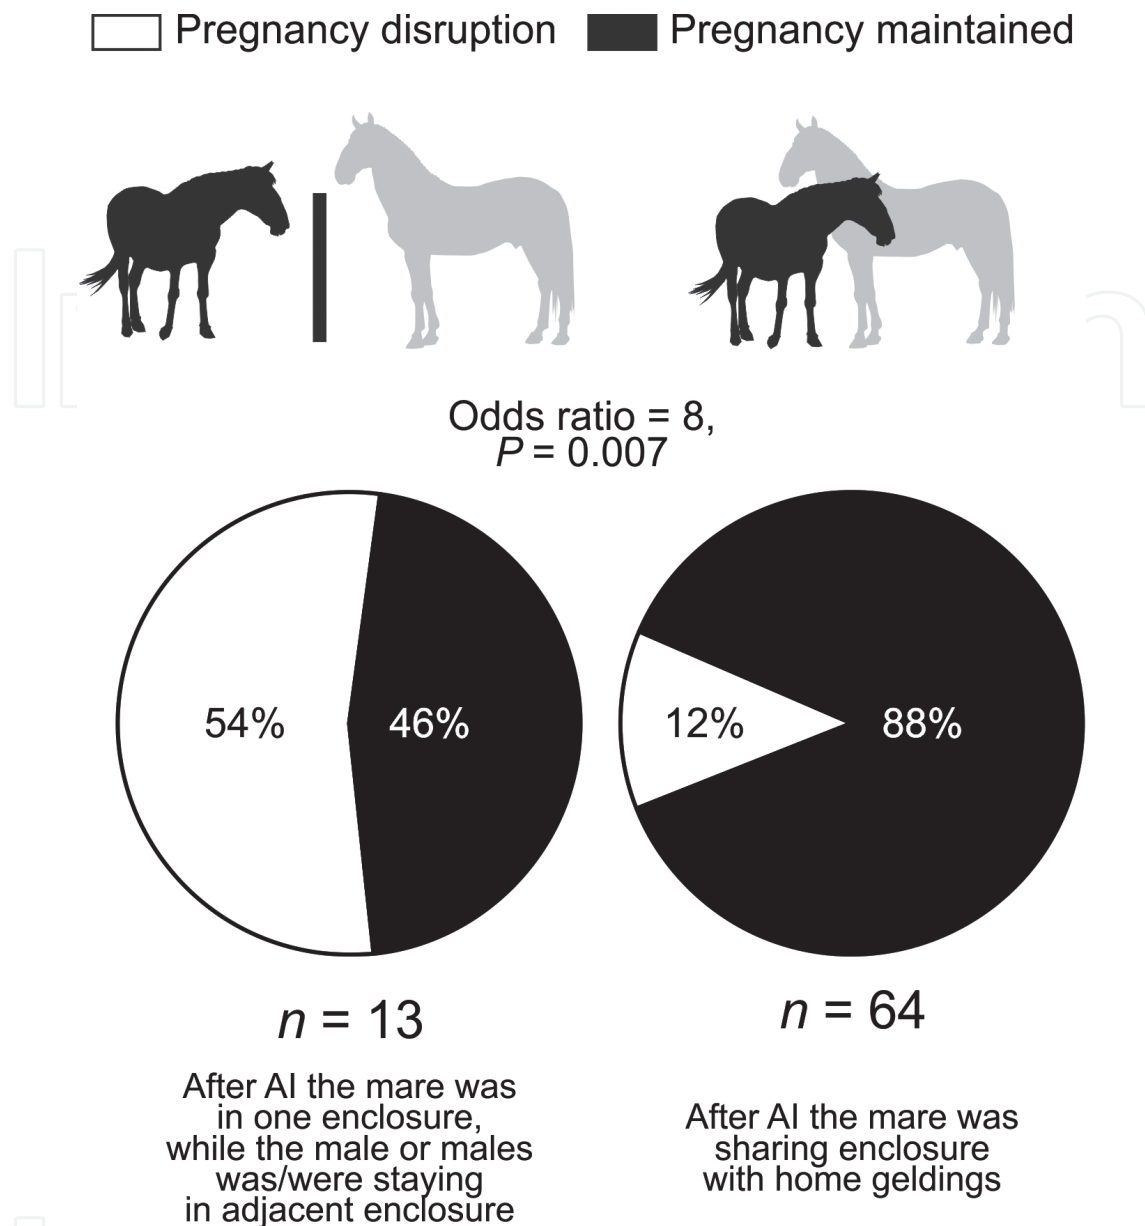 Pregnancy disruption
Pregnancy maintained
Odds ratio = 8,
P = 0.007
54%
46%
12%
88%
n = 13
n = 64
After AI the mare was
in one enclosure,
while the male or males
was/were staying
in adjacent enclosure
After AI the mare was
sharing enclosure
with home geldings